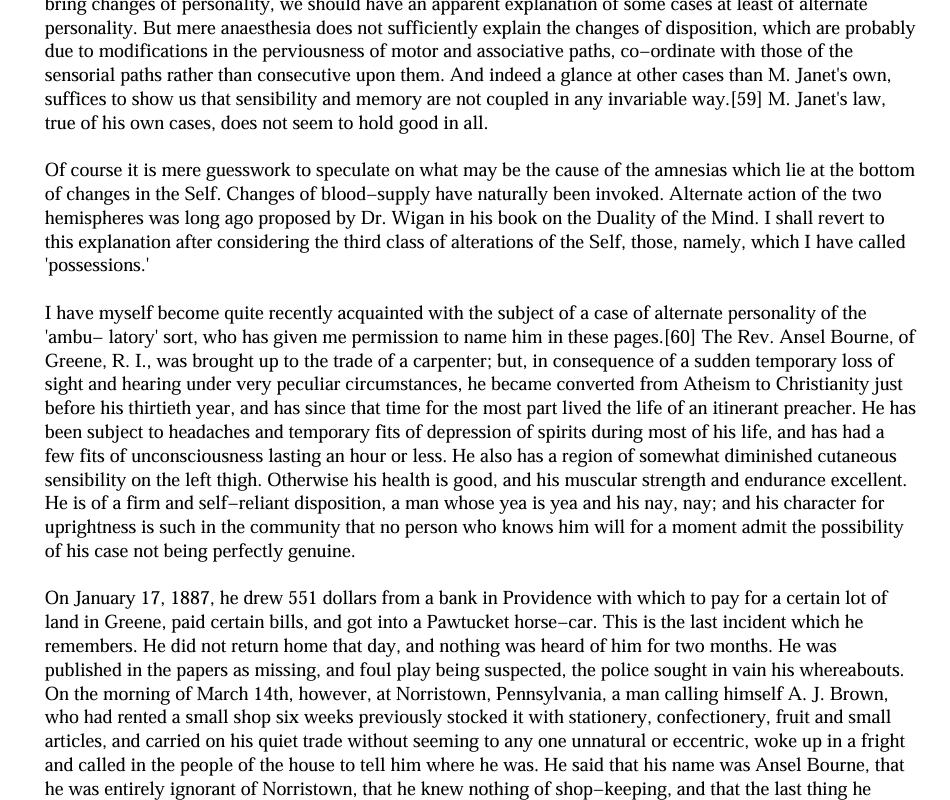 bring changes of personality, we should have an apparent explanation of some cases at least of alternate
personality. But mere anaesthesia does not sufficiently explain the changes of disposition, which are probably
due to modifications in the perviousness of motor and associative paths, co−ordinate with those of the
sensorial paths rather than consecutive upon them. And indeed a glance at other cases than M. Janet's own,
suffices to show us that sensibility and memory are not coupled in any invariable way.[59] M. Janet's law,
true of his own cases, does not seem to hold good in all.
Of course it is mere guesswork to speculate on what may be the cause of the amnesias which lie at the bottom
of changes in the Self. Changes of blood−supply have naturally been invoked. Alternate action of the two
hemispheres was long ago proposed by Dr. Wigan in his book on the Duality of the Mind. I shall revert to
this explanation after considering the third class of alterations of the Self, those, namely, which I have called
'possessions.'
I have myself become quite recently acquainted with the subject of a case of alternate personality of the
'ambu− latory' sort, who has given me permission to name him in these pages.[60] The Rev. Ansel Bourne, of
Greene, R. I., was brought up to the trade of a carpenter; but, in consequence of a sudden temporary loss of
sight and hearing under very peculiar circumstances, he became converted from Atheism to Christianity just
before his thirtieth year, and has since that time for the most part lived the life of an itinerant preacher. He has
been subject to headaches and temporary fits of depression of spirits during most of his life, and has had a
few fits of unconsciousness lasting an hour or less. He also has a region of somewhat diminished cutaneous
sensibility on the left thigh. Otherwise his health is good, and his muscular strength and endurance excellent.
He is of a firm and self−reliant disposition, a man whose yea is yea and his nay, nay; and his character for
uprightness is such in the community that no person who knows him will for a moment admit the possibility
of his case not being perfectly genuine.
On January 17, 1887, he drew 551 dollars from a bank in Providence with which to pay for a certain lot of
land in Greene, paid certain bills, and got into a Pawtucket horse−car. This is the last incident which he
remembers. He did not return home that day, and nothing was heard of him for two months. He was
published in the papers as missing, and foul play being suspected, the police sought in vain his whereabouts.
On the morning of March 14th, however, at Norristown, Pennsylvania, a man calling himself A. J. Brown,
who had rented a small shop six weeks previously stocked it with stationery, confectionery, fruit and small
articles, and carried on his quiet trade without seeming to any one unnatural or eccentric, woke up in a fright
and called in the people of the house to tell him where he was. He said that his name was Ansel Bourne, that
he was entirely ignorant of Norristown, that he knew nothing of shop−keeping, and that the last thing he